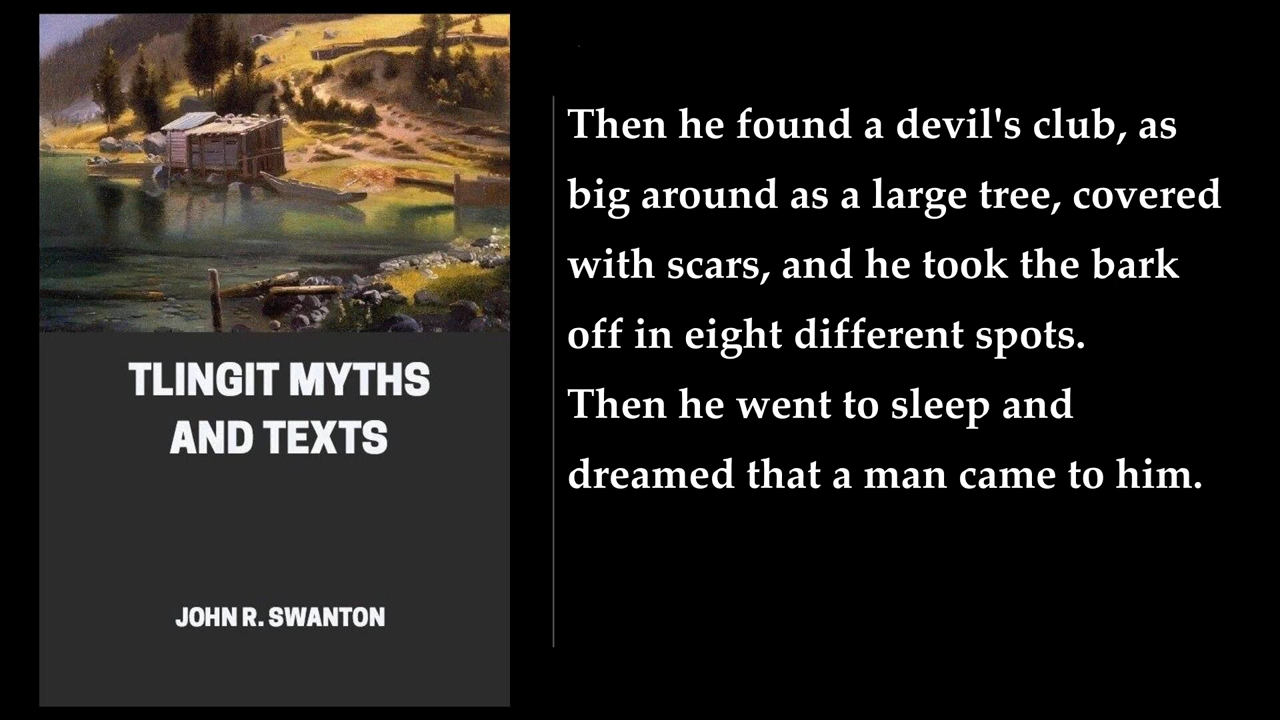 TLINGIT MYTHS
AND TEXTS
JOHN R. SWANTON
Then he found a devil's club, as
big around as a large tree, covered
with scars, and he took the bark
off in eight different spots.
Then he went to sleep and
dreamed that a man came to him.